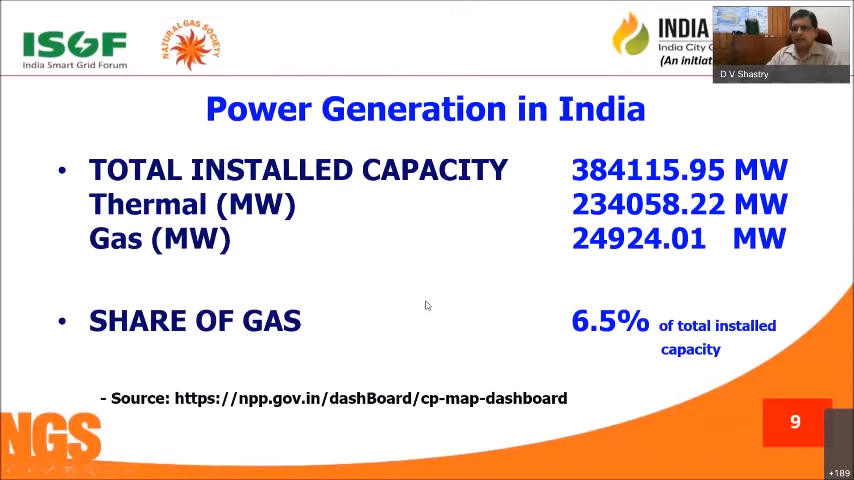 ISGF
India Smart Grid Forum
NATURAL GAS SOCIETY
INDIA
India City G
(An initiat
D V Shastry
Power Generation in India
• TOTAL INSTALLED CAPACITY 384115.95 MW
Thermal (MW) 234058.22 MW
Gas (MW) 24924.01 MW
• SHARE OF GAS 6.5% of total installed
capacity
- Source: https://npp.gov.in/dashBoard/cp-map-dashboard
NGS
9
+189